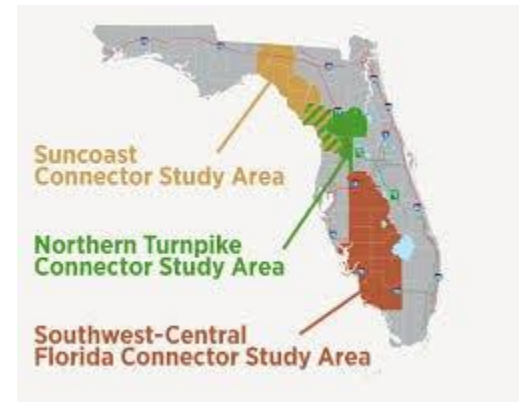 Suncoast
Connector Study Area
Northern Turnpike
Connector Study Area
Southwest-Central
Florida Connector Study Area